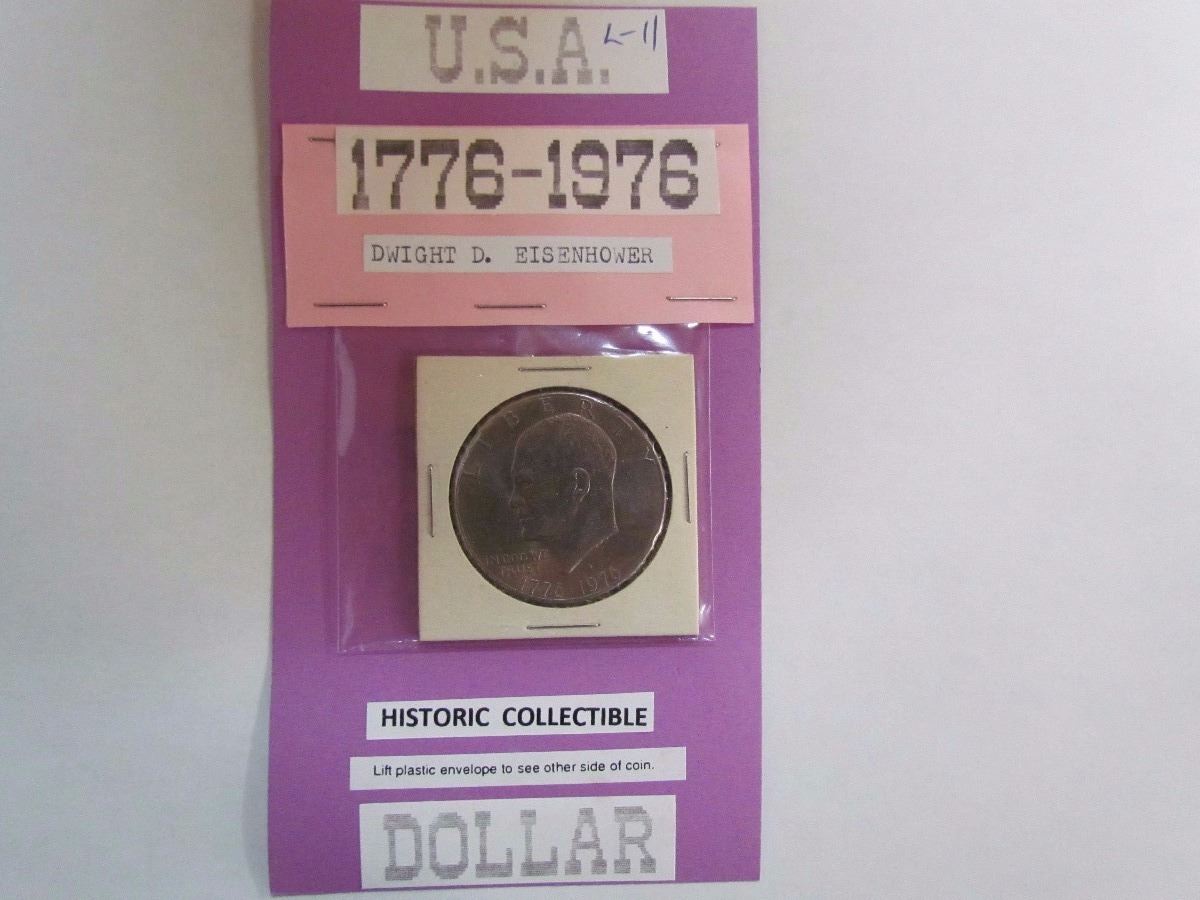 U.S.A. L-11
1776-1976
DWIGHT D. EISENHOWER
LIBERTY
IN GOD WE
TRUST
1776 1976
HISTORIC COLLECTIBLE
Lift plastic envelope to see other side of coin.
DOLLAR